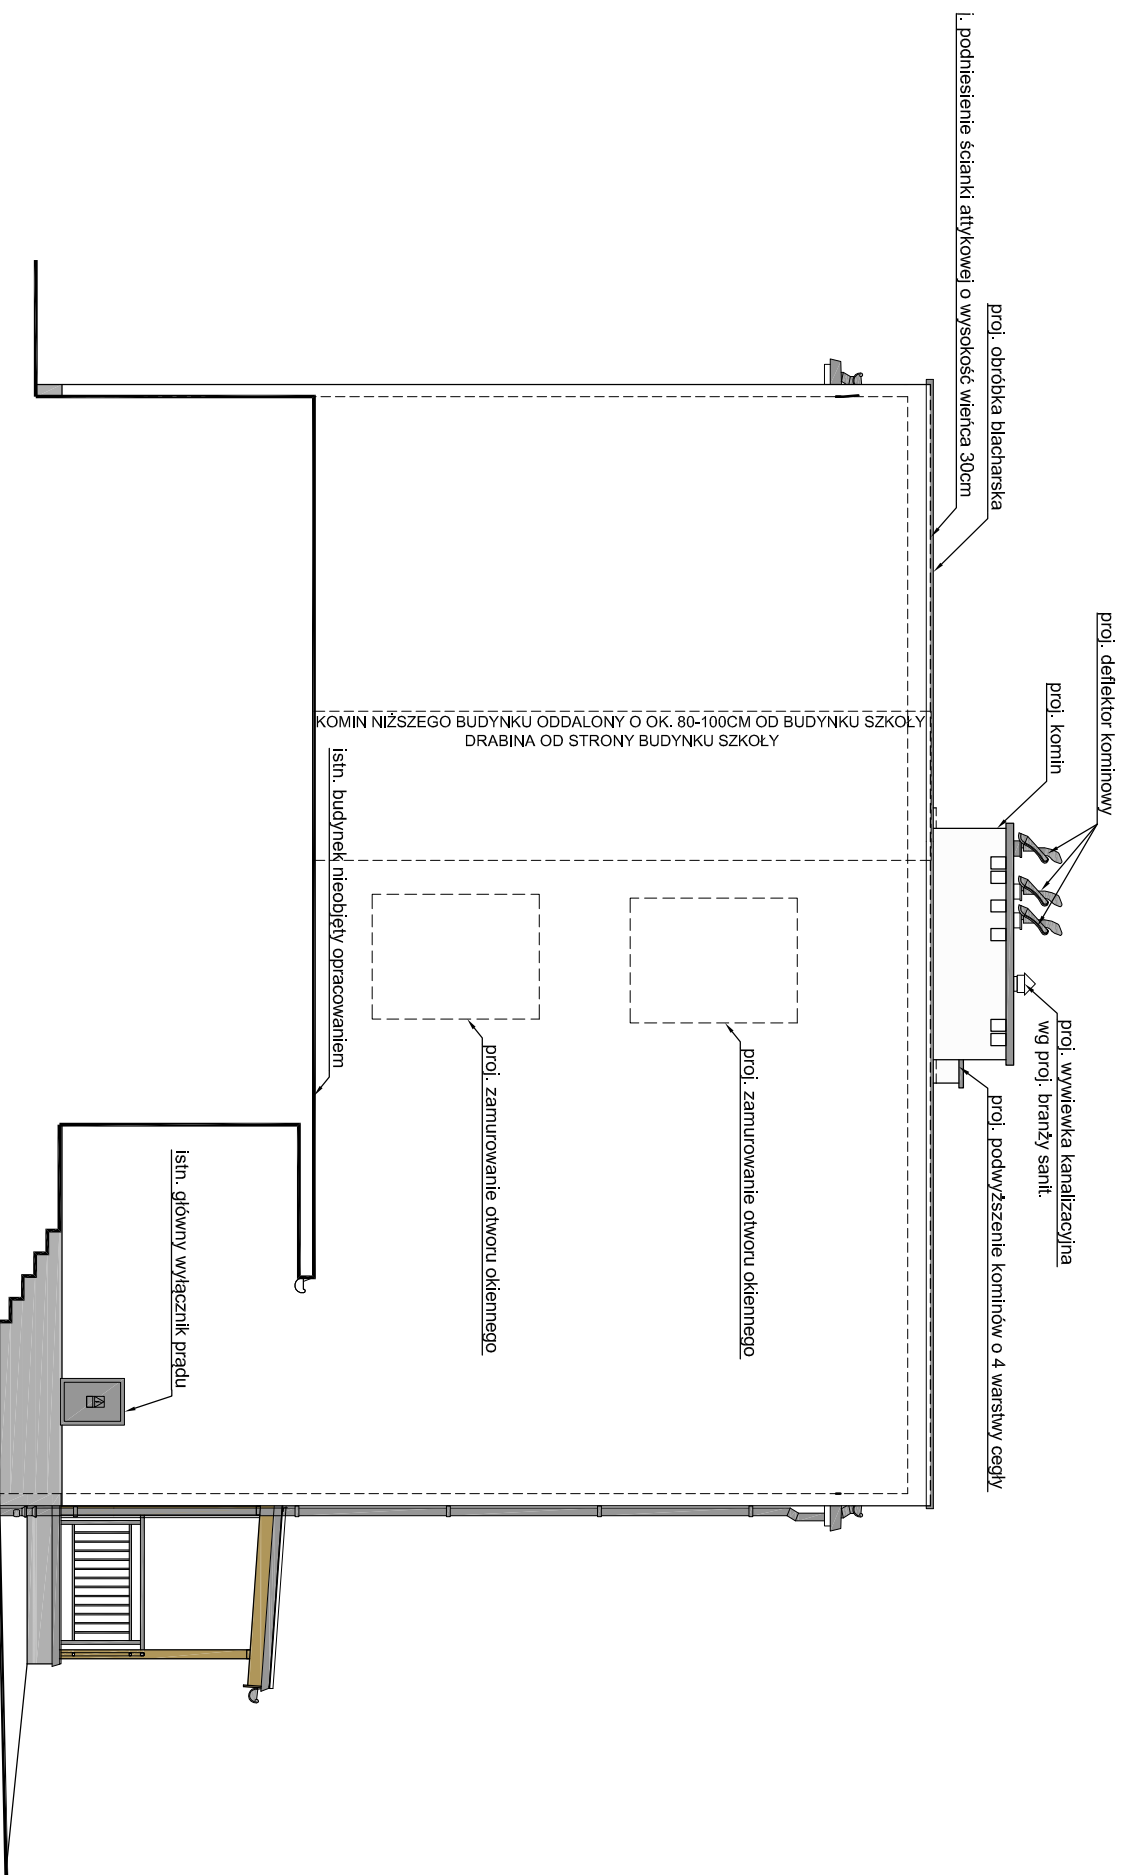 j. podniesienie ścianki attykowej o wysokość wieńca 30cm
proj. obróbka blacharska
proj. deflektor kominowy
proj. komin
proj. wywiewka kanalizacyjna
wg proj. branży sanit.
proj. podwyższenie kominów o 4 warstwy cegły
KOMIN NIŻSZEGO BUDYNKU ODDALONY O OK. 80-100CM OD BUDYNKU SZKOŁY
DRABINA OD STRONY BUDYNKU SZKOŁY
proj. zamurowanie otworu okiennego
proj. zamurowanie otworu okiennego
istn. budynek nieobjęty opracowaniem
istn. główny wyłącznik prądu